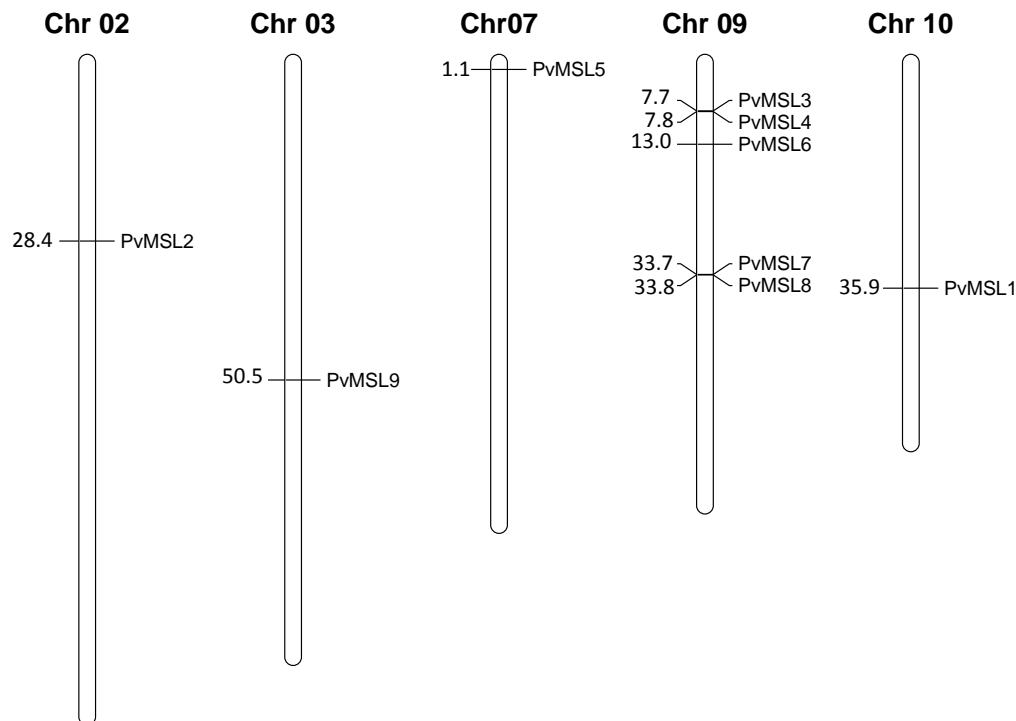 Chr 02
28.4 PvMSL2
Chr 03
50.5 PvMSL9
Chr07
1.1 PvMSL5
Chr 09
7.7 PvMSL3
7.8 PvMSL4
13.0 PvMSL6
33.7 PvMSL7
33.8 PvMSL8
Chr 10
35.9 PvMSL1